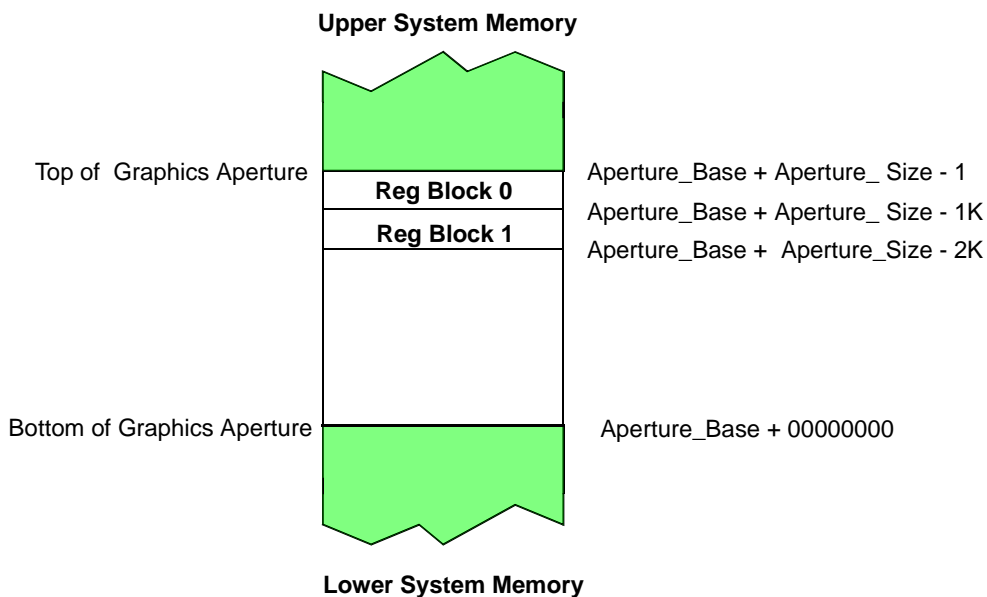 Upper System Memory
Top of Graphics Aperture
Aperture_Base + Aperture_ Size - 1
Reg Block 0
Aperture_Base + Aperture_ Size - 1K
Reg Block 1
Aperture_Base + Aperture_Size - 2K
Bottom of Graphics Aperture
Aperture_Base + 00000000
Lower System Memory